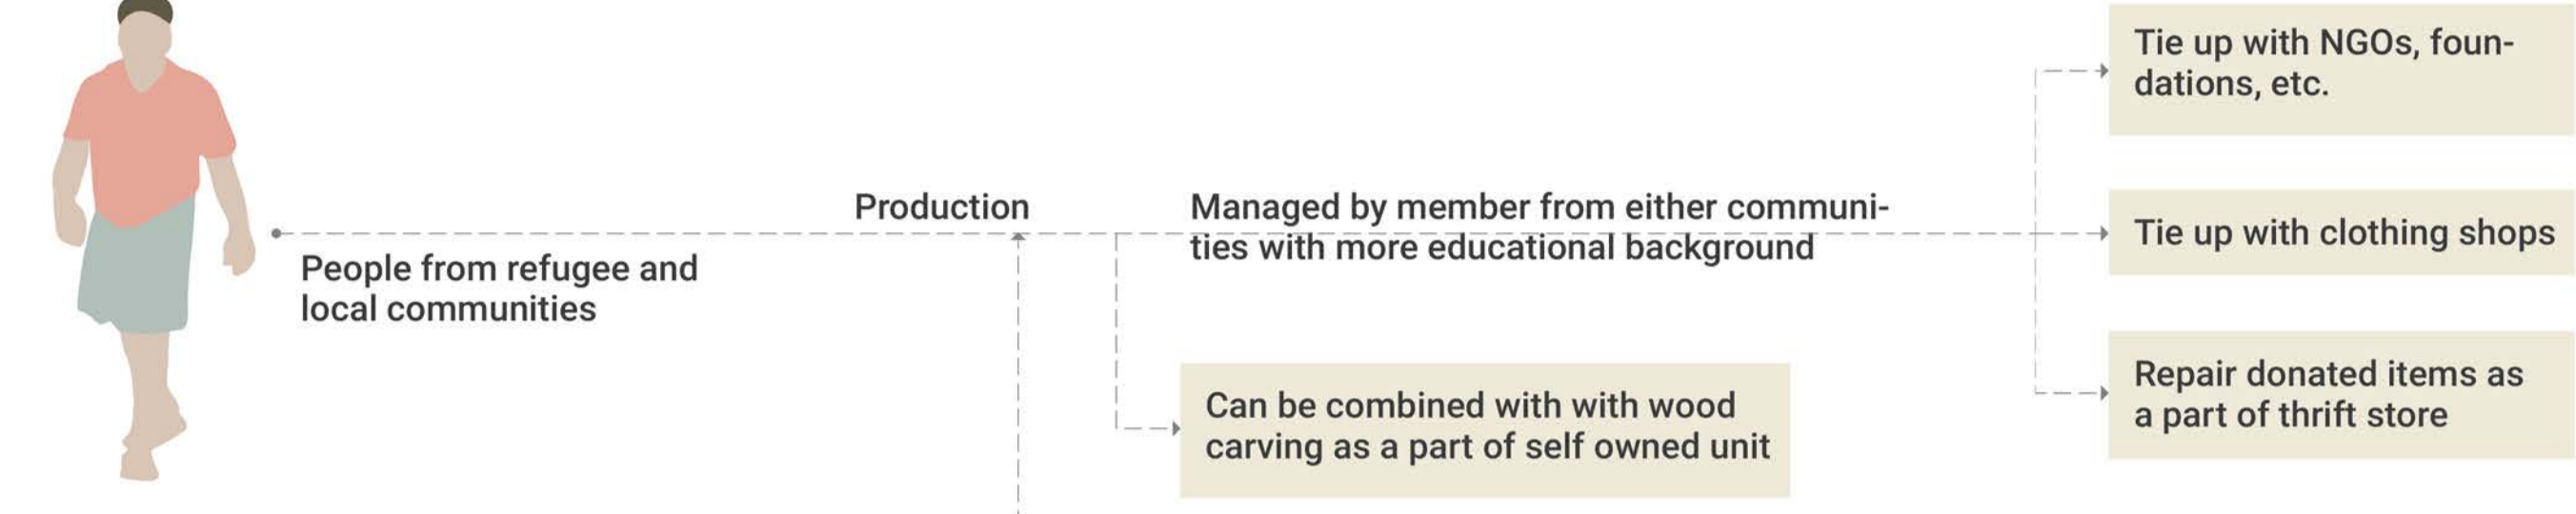 People from refugee and
local communities
Production
Managed by member from either communi-
ties with more educational background
Can be combined with with wood
carving as a part of self owned unit
Tie up with NGOs, foun-
dations, etc.
Tie up with clothing shops
Repair donated items as
a part of thrift store